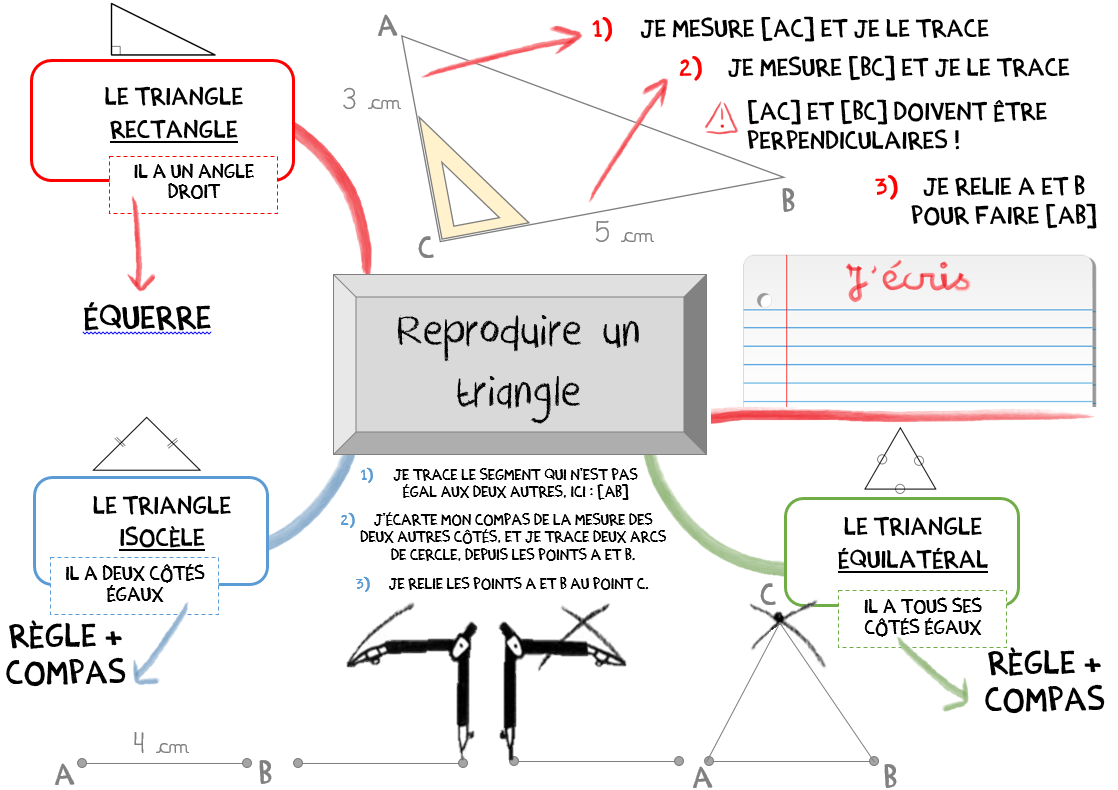 LE TRIANGLE
RECTANGLE
IL A UN ANGLE
DROIT
ÉQUERRE
A
3 cm
C
5 cm
B
1) JE MESURE [AC] ET JE LE TRACE
2) JE MESURE [BC] ET JE LE TRACE
[AC] ET [BC] DOIVENT ÊTRE
PERPENDICULAIRES !
3) JE RELIE A ET B
POUR FAIRE [AB]
J'écris
Reproduire un
triangle
LE TRIANGLE
ISOCÈLE
IL A DEUX CÔTÉS
ÉGAUX
RÈGLE +
COMPAS
1) JE TRACE LE SEGMENT QUI N'EST PAS
ÉGAL AUX DEUX AUTRES, ICI : [AB]
2) J'ÉCARTE MON COMPAS DE LA MESURE DES
DEUX AUTRES CÔTÉS, ET JE TRACE DEUX ARCS
DE CERCLE, DEPUIS LES POINTS A ET B.
3) JE RELIE LES POINTS A ET B AU POINT C.
LE TRIANGLE
ÉQUILATÉRAL
IL A TOUS SES
CÔTÉS ÉGAUX
RÈGLE +
COMPAS
4 cm
A
B
C
A
B